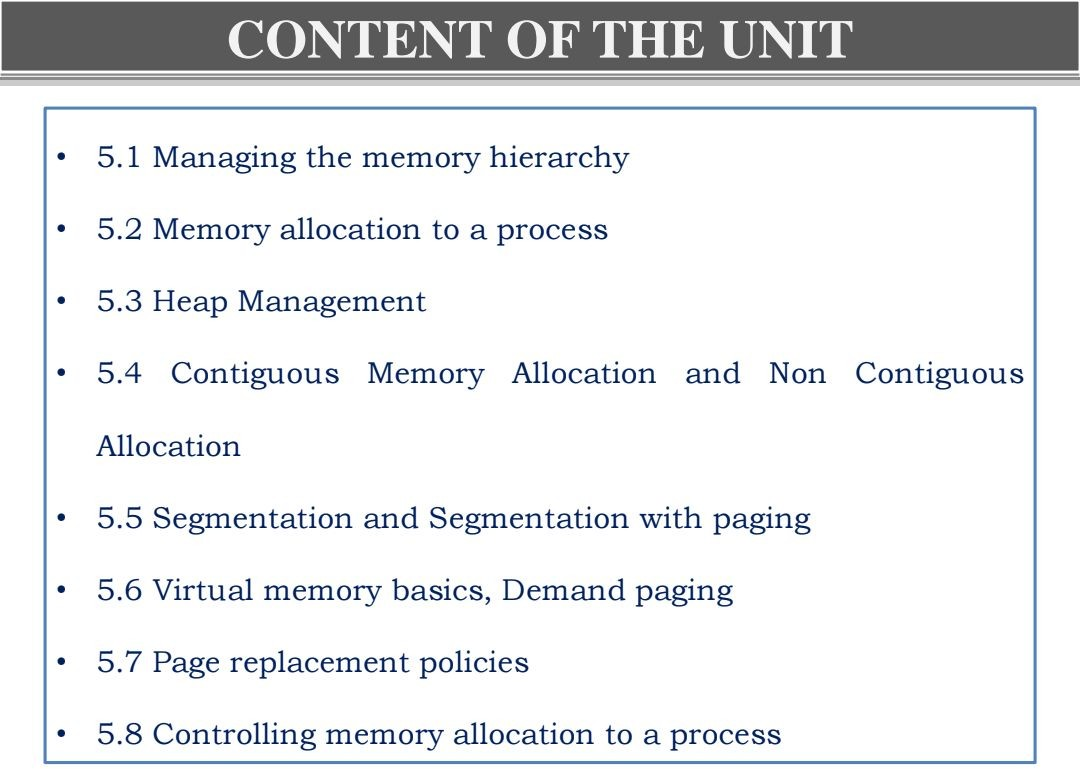 CONTENT OF THE UNIT
• 5.1 Managing the memory hierarchy
• 5.2 Memory allocation to a process
• 5.3 Heap Management
• 5.4 Contiguous Memory Allocation and Non Contiguous
Allocation
• 5.5 Segmentation and Segmentation with paging
• 5.6 Virtual memory basics, Demand paging
• 5.7 Page replacement policies
• 5.8 Controlling memory allocation to a process